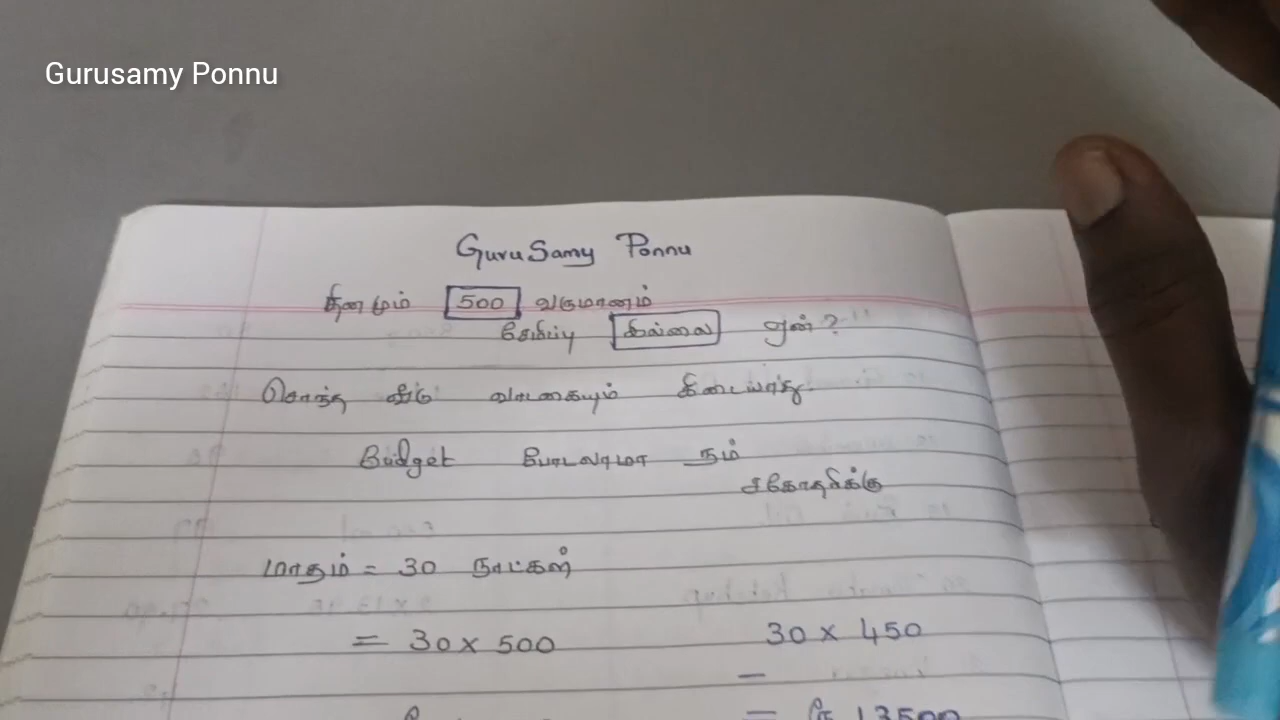 Gurusamy Ponnu
GuruSamy Ponnu
தினமும் 500 வருமானம்
சேமிப்பு இல்லை ஏன்?
சொந்த வீடு வாடகையும் கிடையாது.
Budget போடலாமா நம்
சகோதரிக்கு
மாதம் = 30 நாட்கள்
= 30 x 500
30 x 450
= ரூ 13500